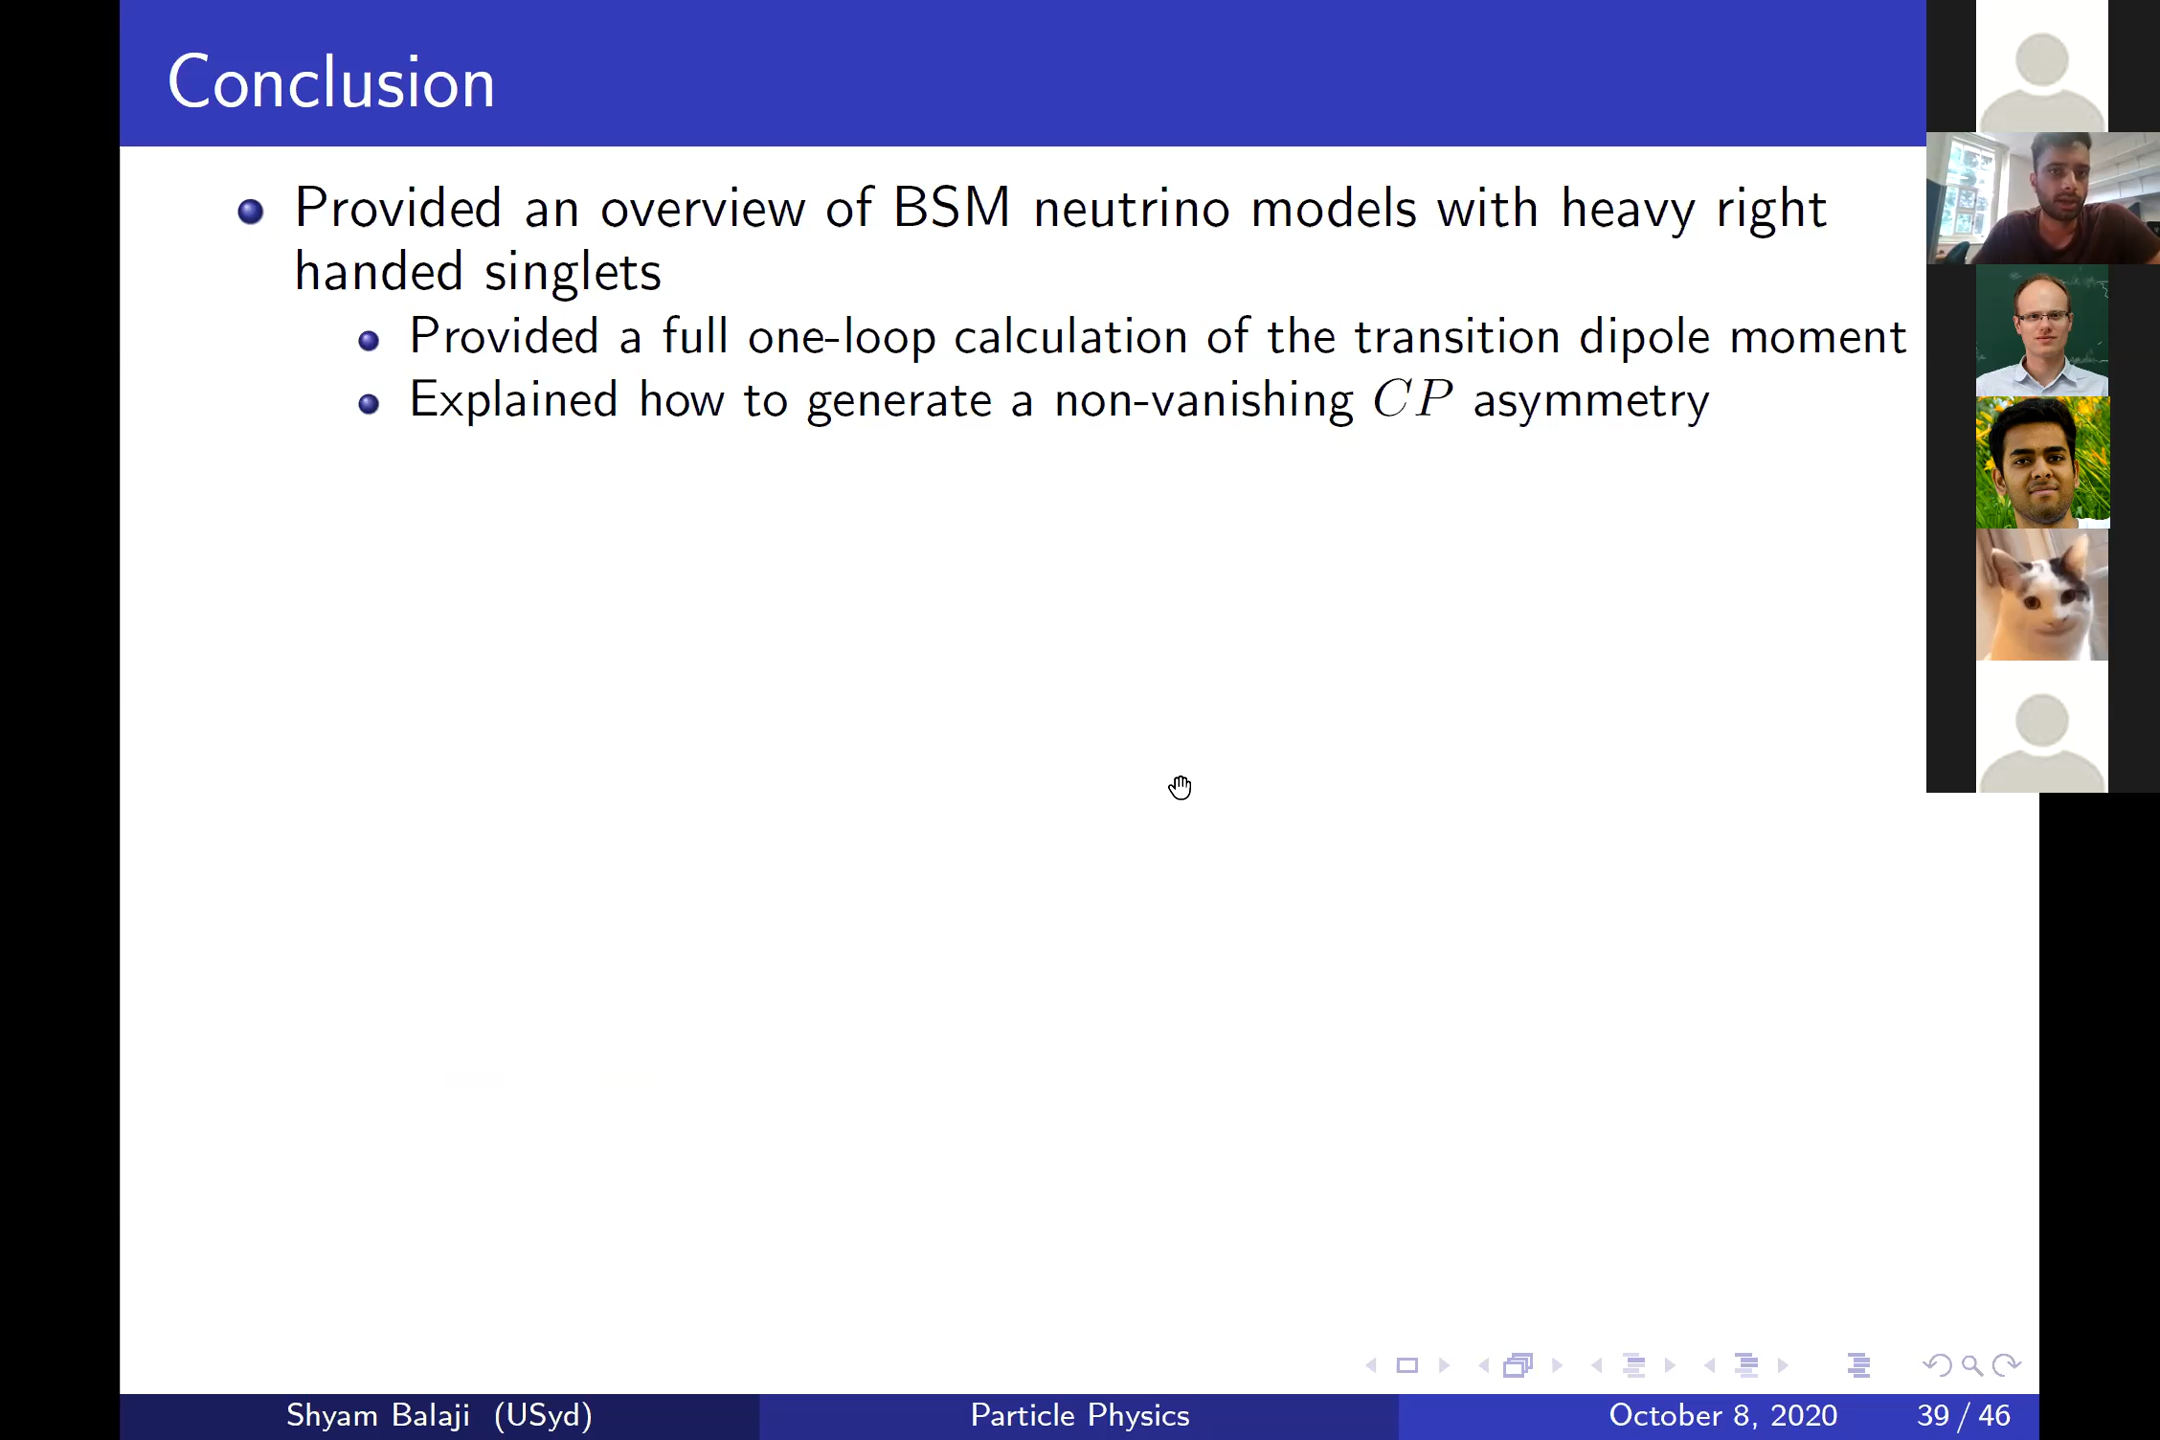 Conclusion
Provided an overview of BSM neutrino models with heavy right
handed singlets
Provided a full one-loop calculation of the transition dipole moment
Explained how to generate a non-vanishing CP asymmetry
Shyam Balaji (USyd)
Particle Physics
October 8, 2020
39 / 46